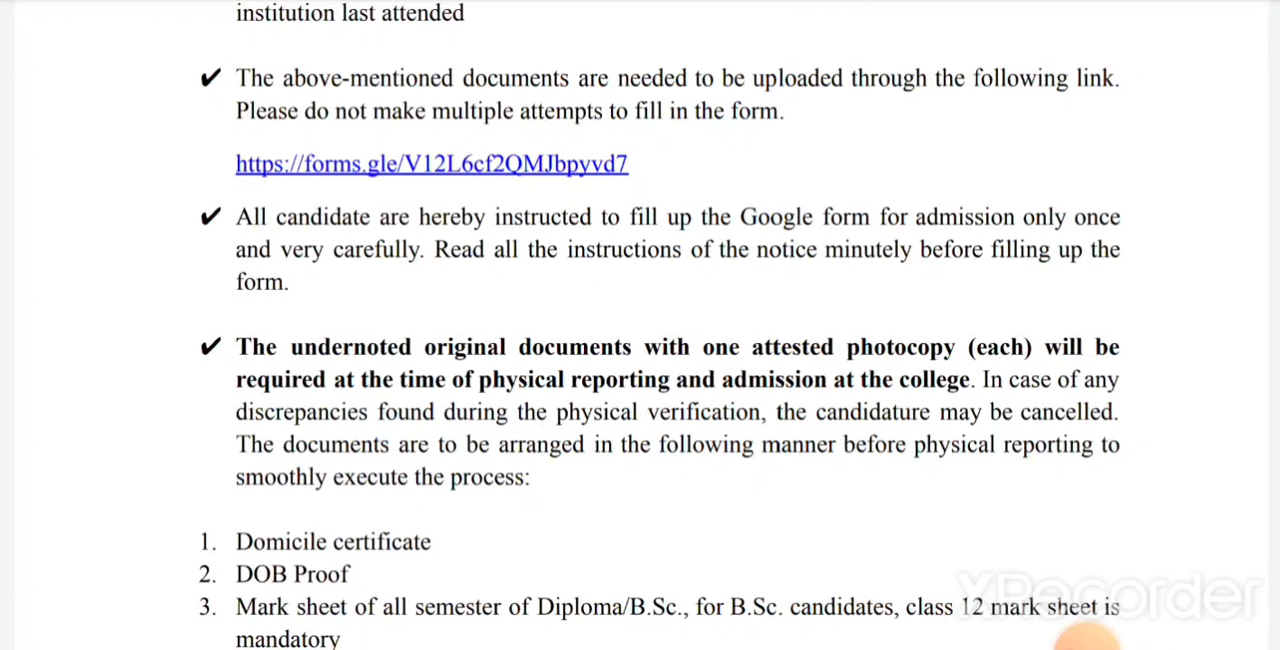 institution last attended
✔ The above-mentioned documents are needed to be uploaded through the following link.
Please do not make multiple attempts to fill in the form.
https://forms.gle/V12L6cf2QMJbpyvd7
✔ All candidate are hereby instructed to fill up the Google form for admission only once
and very carefully. Read all the instructions of the notice minutely before filling up the
form.
✔ The undernoted original documents with one attested photocopy (each) will be
required at the time of physical reporting and admission at the college. In case of any
discrepancies found during the physical verification, the candidature may be cancelled.
The documents are to be arranged in the following manner before physical reporting to
smoothly execute the process:
1. Domicile certificate
2. DOB Proof
3. Mark sheet of all semester of Diploma/B.Sc., for B.Sc. candidates, class 12 mark sheet is
mandatory
XRecorder